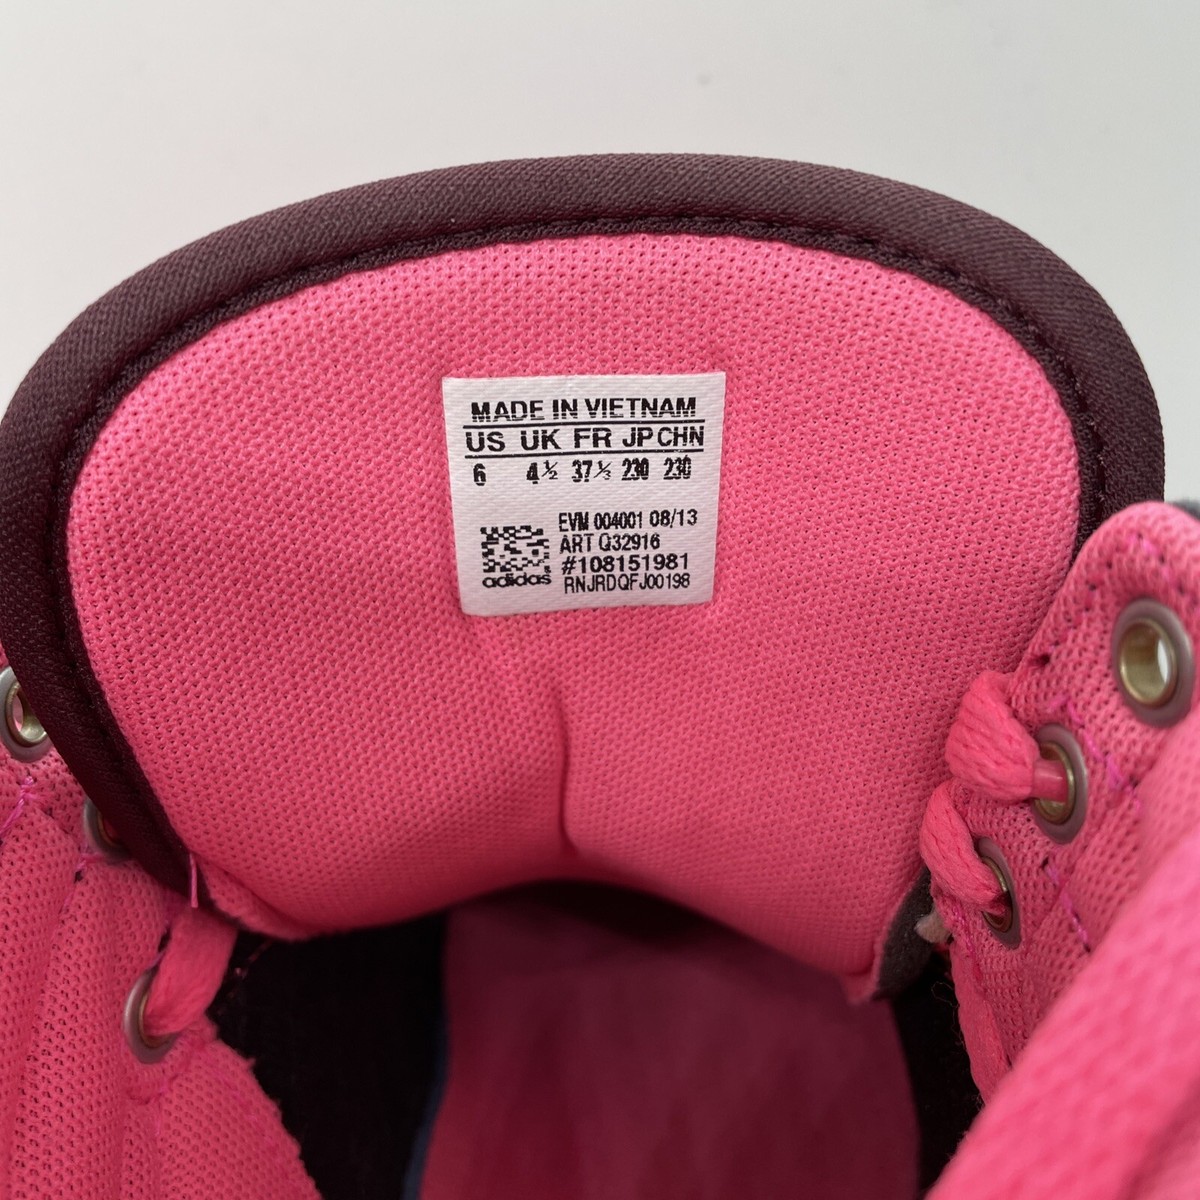 MADE IN VIETNAM
US UK FR JP CHN
6 4½ 37⅓ 230 230
EVM 004001 08/13
ART Q32916
#108151981
adidas RNJRDQFJ00198